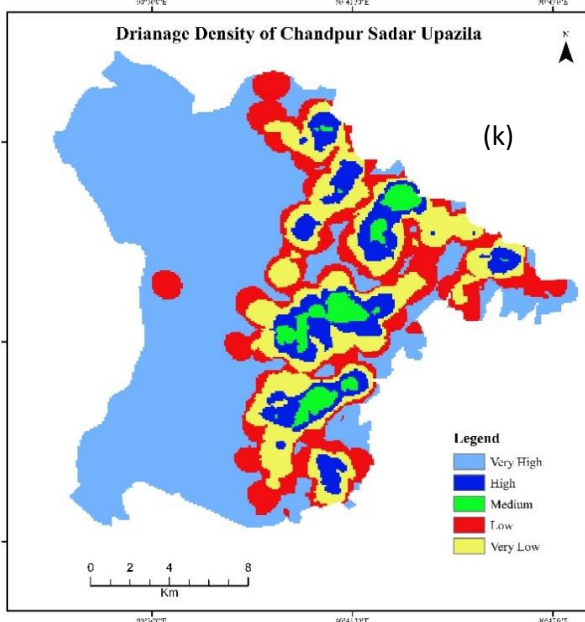 Drianage Density of Chandpur Sadar Upazila
N
(k)
Legend
Very High
High
Medium
Low
Very Low
0 2 4 8
Km